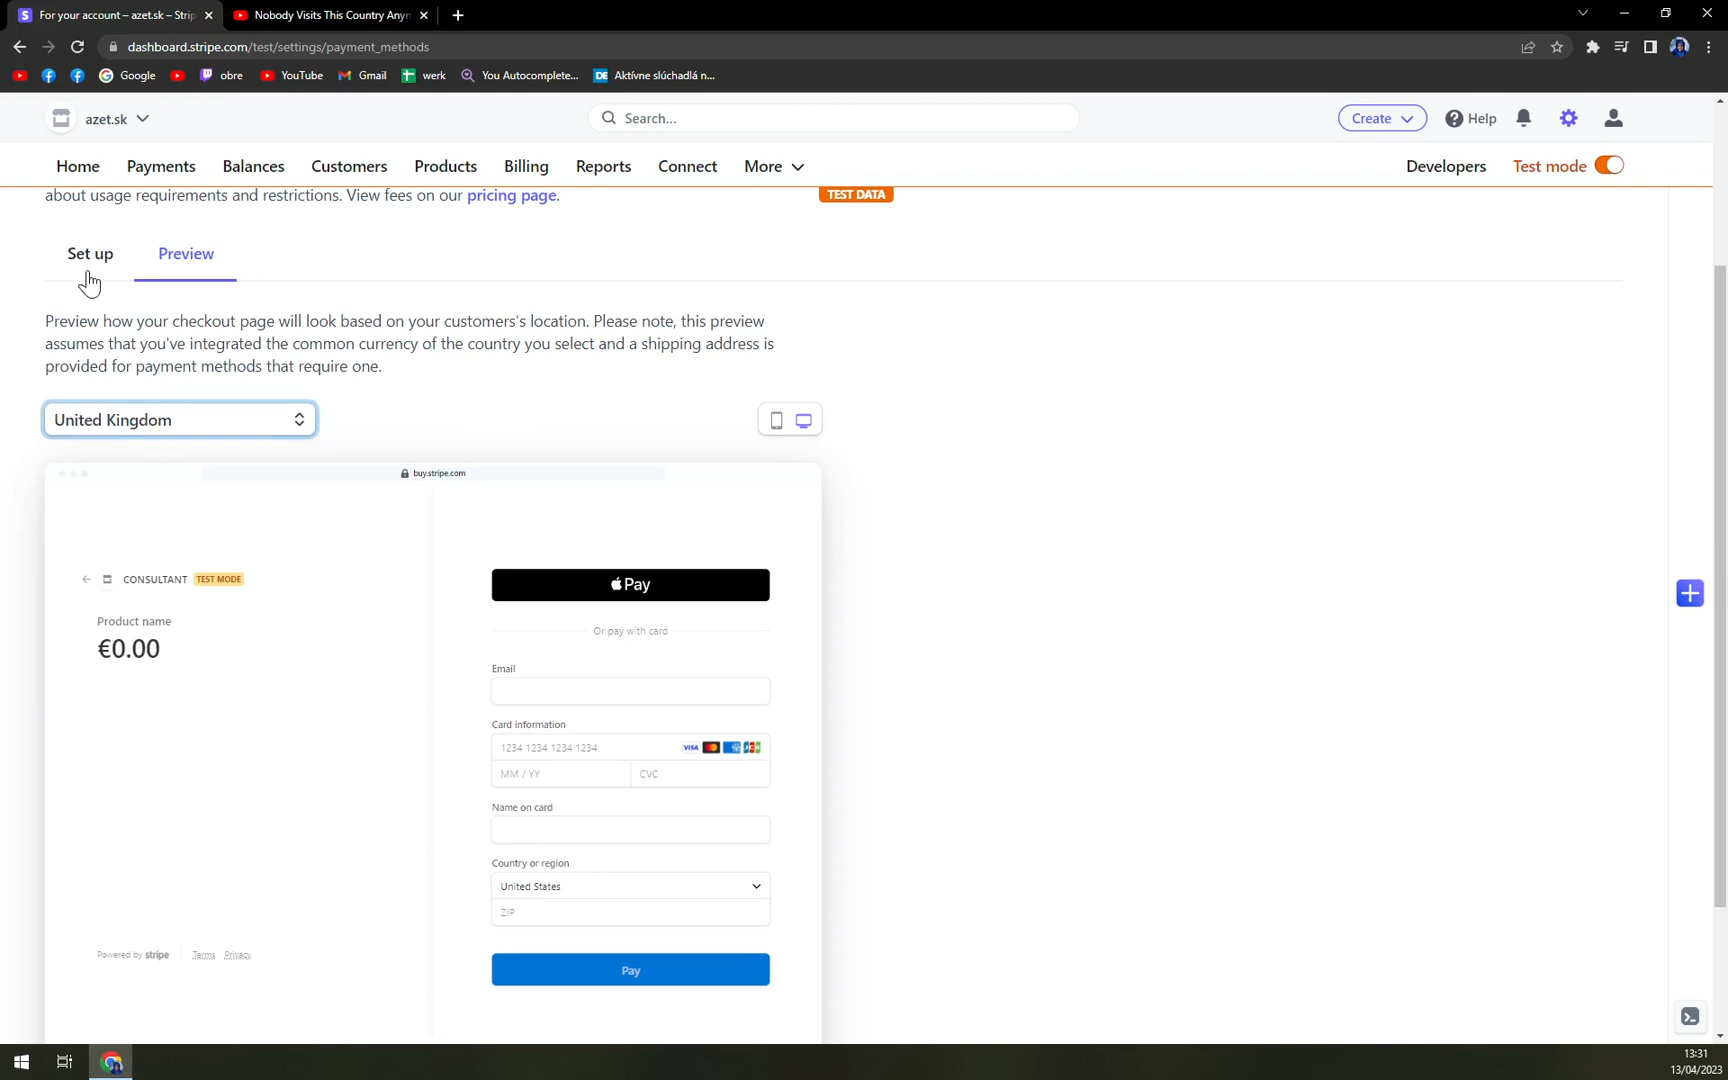 For your account – azet.sk – Strip
Nobody Visits This Country Anyn
dashboard.stripe.com/test/settings/payment_methods
Google
obre
YouTube
Gmail
werk
You Autocomplete...
DE Aktívne slúchadlá n...
azet.sk
Search...
Create
Help
Home
Payments
Balances
Customers
Products
Billing
Reports
Connect
More
Developers
Test mode
about usage requirements and restrictions. View fees on our pricing page.
TEST DATA
Set up
Preview
Preview how your checkout page will look based on your customers's location. Please note, this preview
assumes that you've integrated the common currency of the country you select and a shipping address is
provided for payment methods that require one.
United Kingdom
buy.stripe.com
CONSULTANT TEST MODE
Product name
€0.00
Pay
Or pay with card
Email
Card information
1234 1234 1234 1234
VISA
MM / YY
CVC
Name on card
Country or region
United States
ZIP
Pay
Powered by stripe
Terms Privacy
13:31
13/04/2023